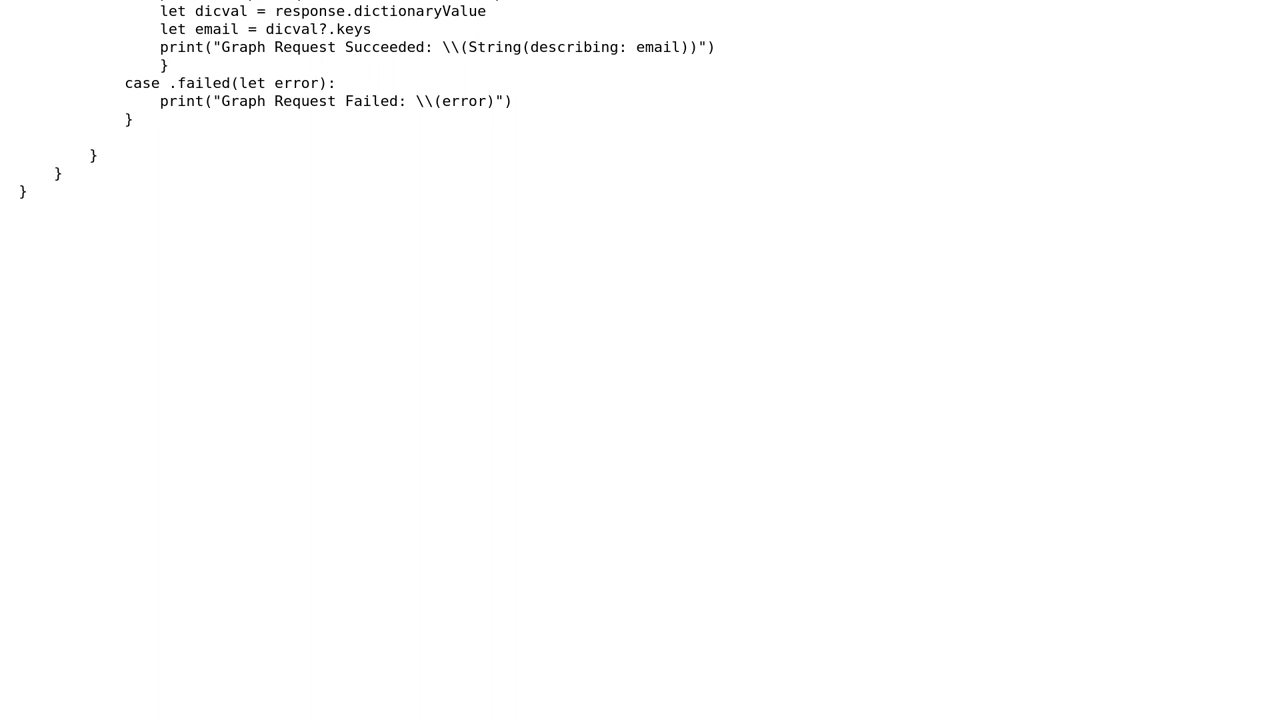 let dicval = response.dictionaryValue
let email = dicval?.keys
print("Graph Request Succeeded: \\(String(describing: email))")
}
case .failed(let error):
print("Graph Request Failed: \\(error)")
}
}
}
}